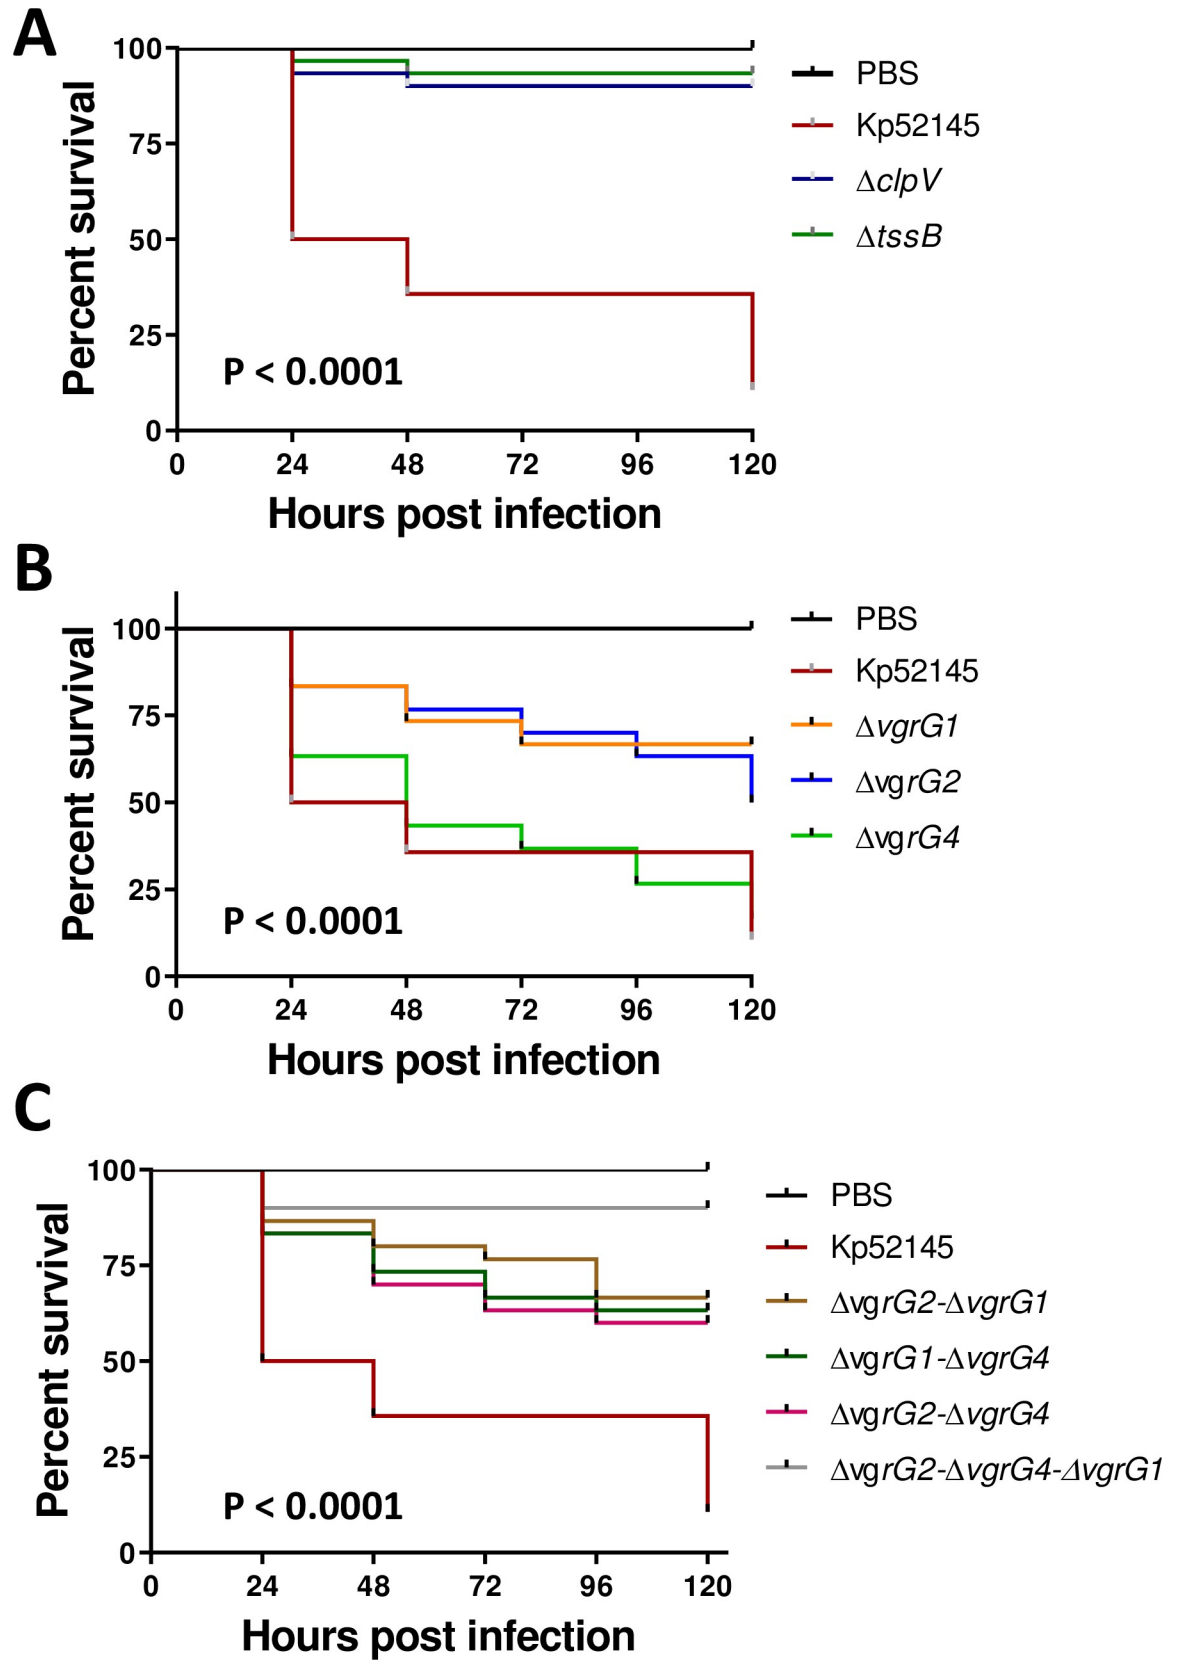 A
Percent survival
100
75
50
25
0
P < 0.0001
0 24 48 72 96 120
Hours post infection
PBS
Kp52145
ΔclpV
ΔtssB
B
Percent survival
100
75
50
25
0
P < 0.0001
0 24 48 72 96 120
Hours post infection
PBS
Kp52145
ΔvgrG1
ΔvgrG2
ΔvgrG4
C
Percent survival
100
75
50
25
0
P < 0.0001
0 24 48 72 96 120
Hours post infection
PBS
Kp52145
ΔvgrG2-ΔvgrG1
ΔvgrG1-ΔvgrG4
ΔvgrG2-ΔvgrG4
ΔvgrG2-ΔvgrG4-ΔvgrG1